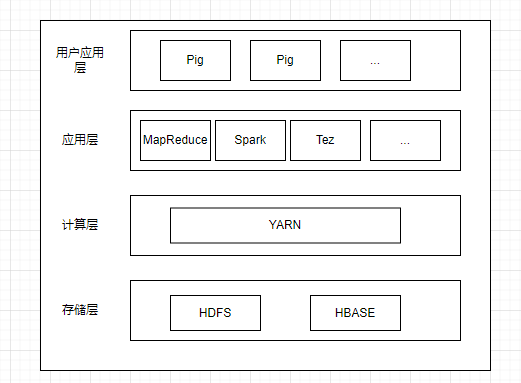 用户应用
层
Pig
Pig
...
应用层
MapReduce
Spark
Tez
...
计算层
YARN
存储层
HDFS
HBASE